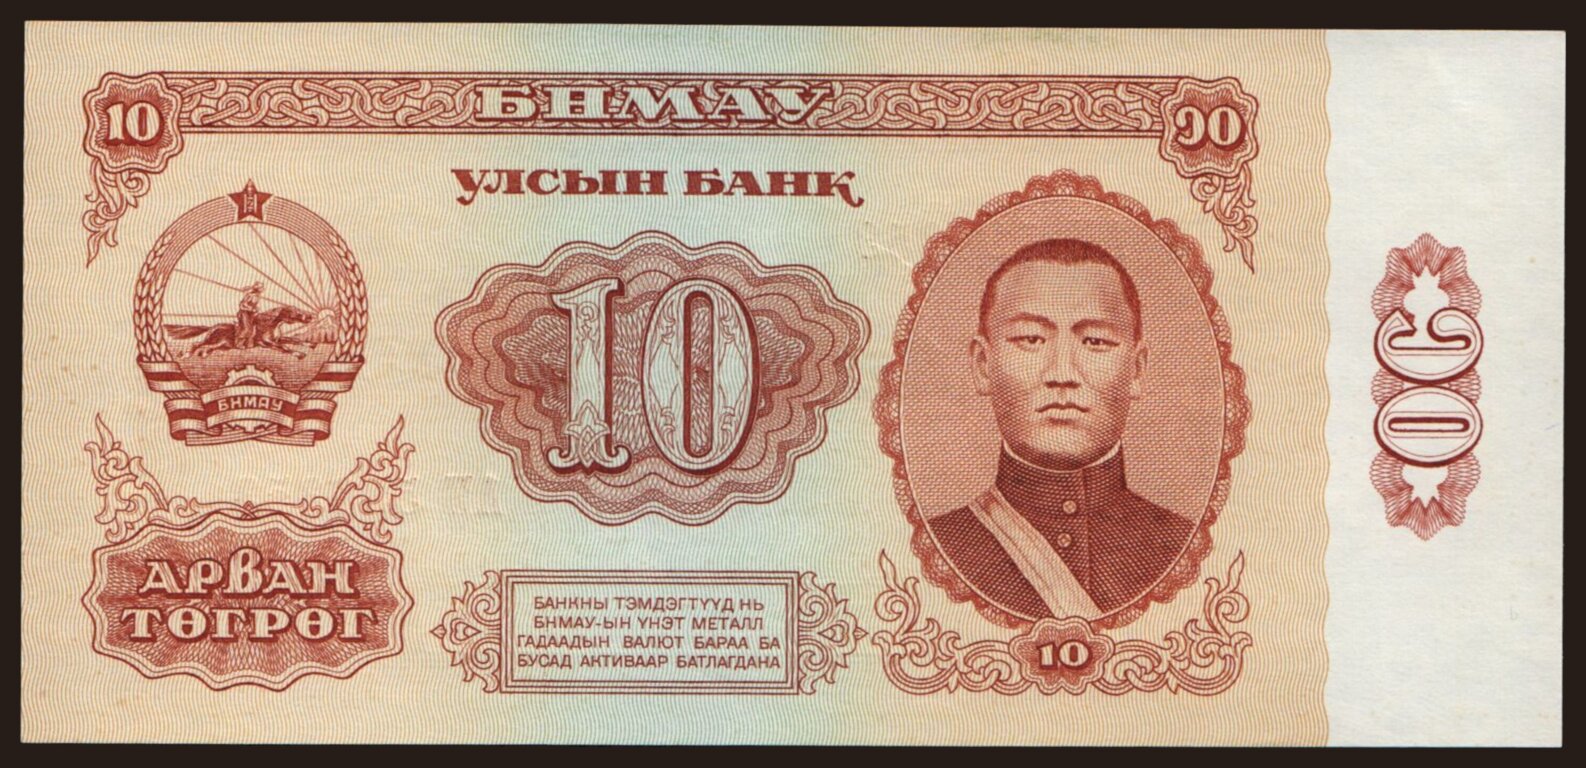 10
БНМАУ
10
УЛСЫН БАНК
10
БНМАУ
10
АРВАН
ТӨГРӨГ
БАНКНЫ ТЭМДЭГТҮҮД НЬ
БНМАУ-ЫН ҮНЭТ МЕТАЛЛ
ГАДААДЫН ВАЛЮТ БАРАА БА
БУСАД АКТИВААР БАТЛАГДАНА
10